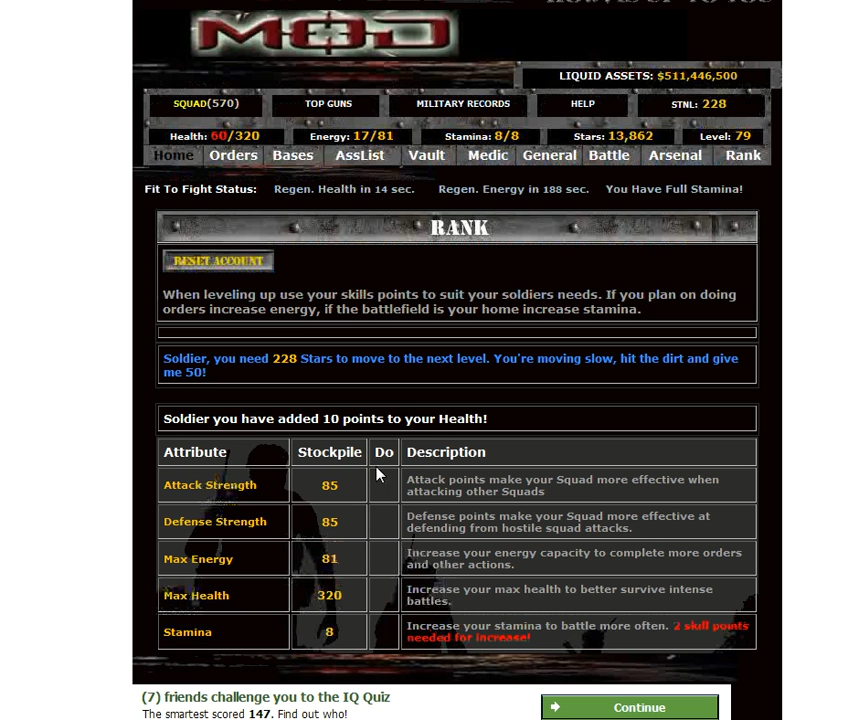 MOD
LIQUID ASSETS: $511,446,500
SQUAD(570) TOP GUNS MILITARY RECORDS HELP STNL: 228
Health: 60/320 Energy: 17/81 Stamina: 8/8 Stars: 13,862 Level: 79
Home Orders Bases AssList Vault Medic General Battle Arsenal Rank
Fit To Fight Status: Regen. Health in 14 sec. Regen. Energy in 188 sec. You Have Full Stamina!
RANK
RESET ACCOUNT
When leveling up use your skills points to suit your soldiers needs. If you plan on doing
orders increase energy, if the battlefield is your home increase stamina.
Soldier, you need 228 Stars to move to the next level. You're moving slow, hit the dirt and give
me 50!
Soldier you have added 10 points to your Health!
Attribute Stockpile Do Description
Attack Strength 85 Attack points make your Squad more effective when
attacking other Squads
Defense Strength 85 Defense points make your Squad more effective at
defending from hostile squad attacks.
Max Energy 81 Increase your energy capacity to complete more orders
and other actions.
Max Health 320 Increase your max health to better survive intense
battles.
Stamina 8 Increase your stamina to battle more often. 2 skill points
needed for increase!
(7) friends challenge you to the IQ Quiz
The smartest scored 147. Find out who!
Continue